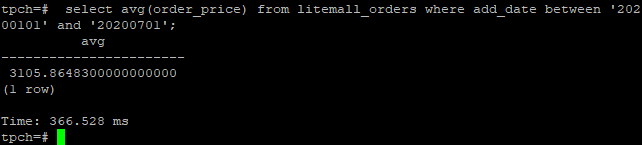 tpch=#  select avg(order_price) from litemall_orders where add_date between '202
00101' and '20200701';
          avg
-----------------------
 3105.8648300000000000
(1 row)

Time: 366.528 ms
tpch=#